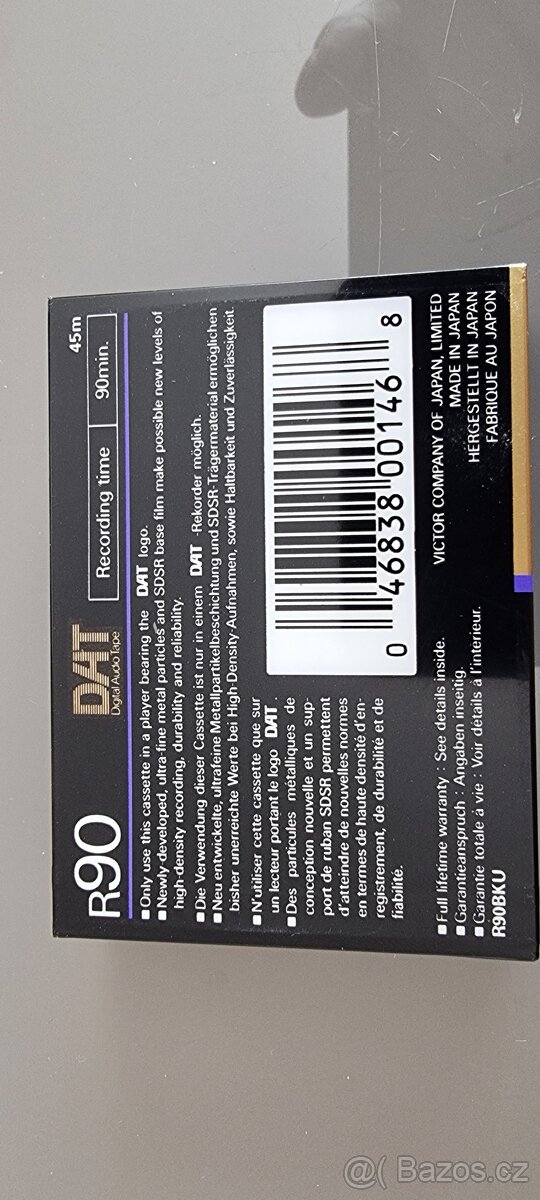 R90
DAT
Digital Audio Tape
45m
Recording time 90min.
■ Only use this cassette in a player bearing the DAT logo.
■ Newly developed, ultra-fine metal particles and SDSR base film make possible new levels of
high-density recording, durability and reliability.
■ Die Verwendung dieser Cassette ist nur in einem DAT -Rekorder möglich.
■ Neu entwickelte, ultrafeine Metallpartikelbeschichtung und SDSR-Trägermaterial ermöglichen
bisher unerreichte Werte bei High-Density-Aufnahmen, sowie Haltbarkeit und Zuverlässigkeit.
■ N'utiliser cette cassette que sur
un lecteur portant le logo DAT.
■ Des particules métalliques de
conception nouvelle et un sup-
port de ruban SDSR permettent
d'atteindre de nouvelles normes
en termes de haute densité d'en-
registrement, de durabilité et de
fiabilité.
0 46838 00146 8
■ Full lifetime warranty : See details inside.
■ Garantieanspruch : Angaben inseitig.
■ Garantie totale à vie : Voir détails à l'interieur.
R90BKU
VICTOR COMPANY OF JAPAN, LIMITED
MADE IN JAPAN
HERGESTELLT IN JAPAN
FABRIQUE AU JAPON
@( Bazos.cz